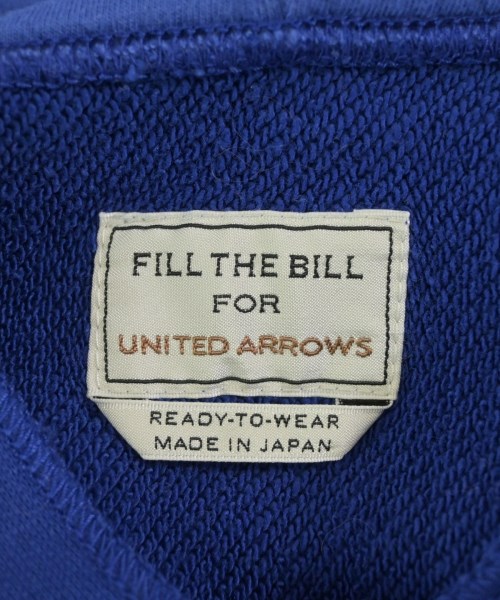 FILL THE BILL
FOR
UNITED ARROWS
READY-TO-WEAR
MADE IN JAPAN